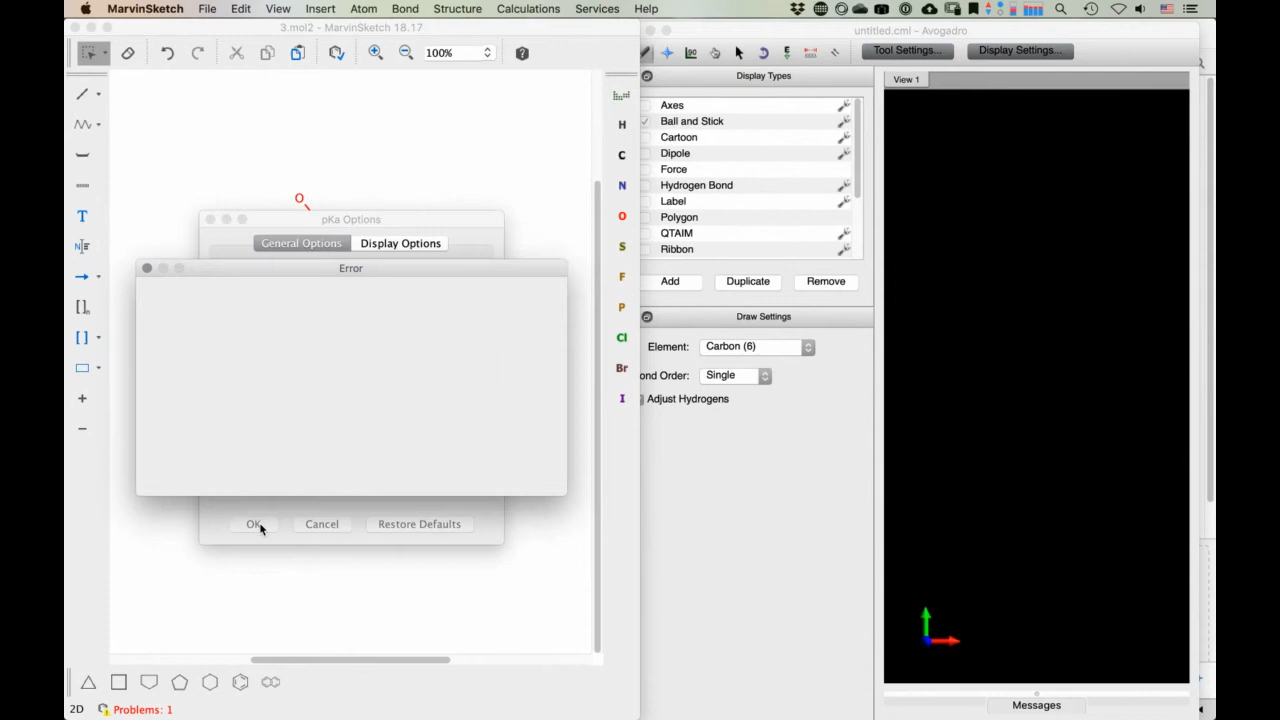 MarvinSketch File Edit View Insert Atom Bond Structure Calculations Services Help
3.mol2 - MarvinSketch 18.17
100%
O
pKa Options
General Options Display Options
Error
OK Cancel Restore Defaults
T
H
C
N
O
S
F
P
Cl
Br
I
2D Problems: 1
untitled.cml - Avogadro
Tool Settings... Display Settings...
Display Types
Axes
Ball and Stick
Cartoon
Dipole
Force
Hydrogen Bond
Label
Polygon
QTAIM
Ribbon
Add Duplicate Remove
Draw Settings
Element: Carbon (6)
ond Order: Single
Adjust Hydrogens
View 1
Messages